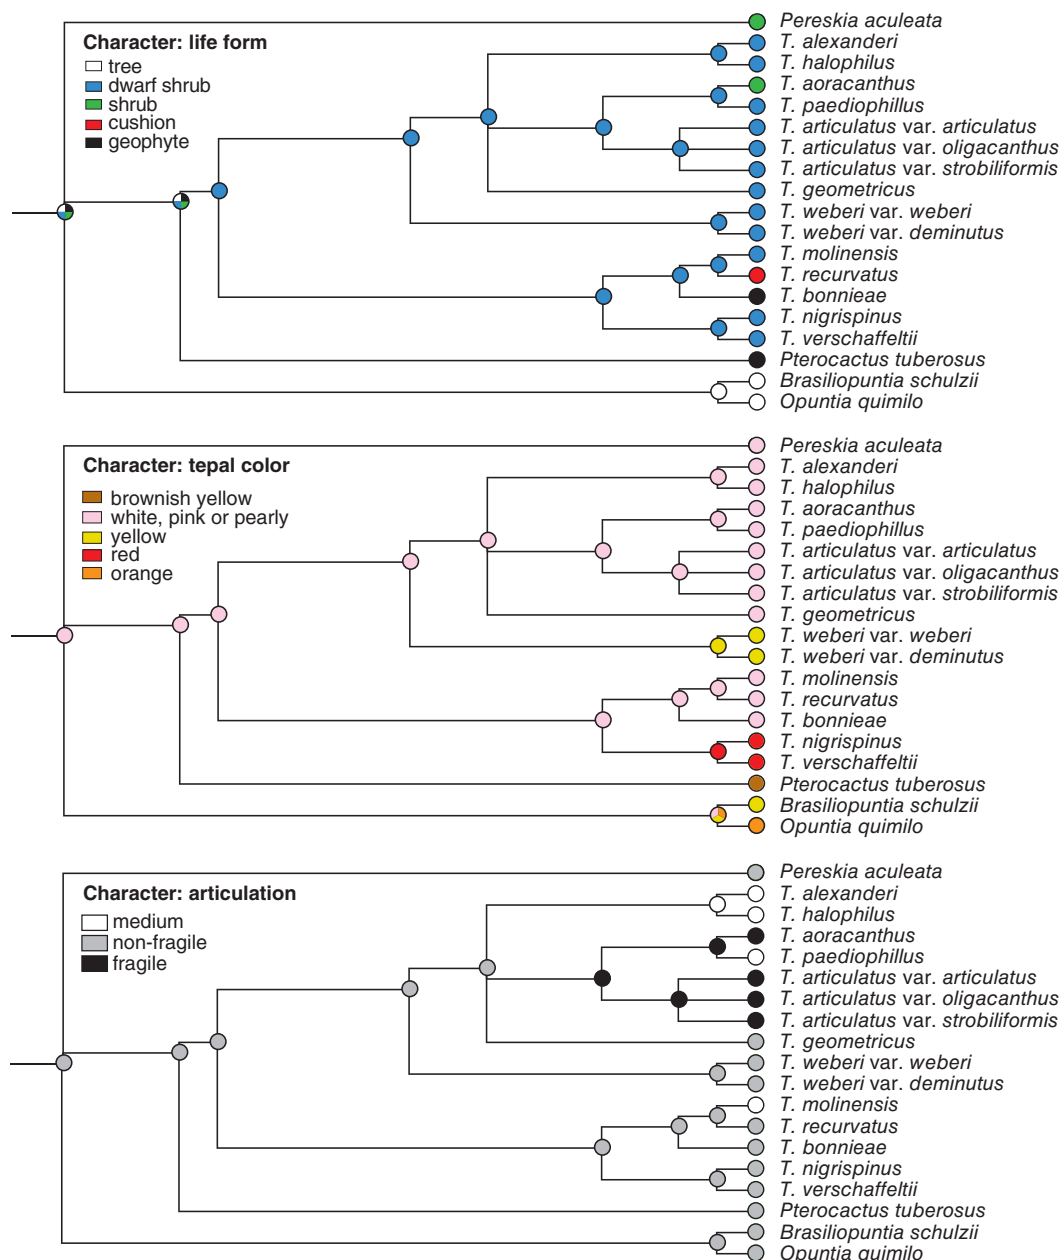 Pereskia aculeata
Character: life form
tree
dwarf shrub
shrub
cushion
geophyte
T. alexanderi
T. halophilus
T. aoracanthus
T. paediophillus
T. articulatus var. articulatus
T. articulatus var. oligacanthus
T. articulatus var. strobiliformis
T. geometricus
T. weberi var. weberi
T. weberi var. deminutus
T. molinensis
T. recurvatus
T. bonnieae
T. nigrispinus
T. verschaffeltii
Pterocactus tuberosus
Brasiliopuntia schulzii
Opuntia quimilo
Pereskia aculeata
Character: tepal color
brownish yellow
white, pink or pearly
yellow
red
orange
T. alexanderi
T. halophilus
T. aoracanthus
T. paediophillus
T. articulatus var. articulatus
T. articulatus var. oligacanthus
T. articulatus var. strobiliformis
T. geometricus
T. weberi var. weberi
T. weberi var. deminutus
T. molinensis
T. recurvatus
T. bonnieae
T. nigrispinus
T. verschaffeltii
Pterocactus tuberosus
Brasiliopuntia schulzii
Opuntia quimilo
Pereskia aculeata
Character: articulation
medium
non-fragile
fragile
T. alexanderi
T. halophilus
T. aoracanthus
T. paediophillus
T. articulatus var. articulatus
T. articulatus var. oligacanthus
T. articulatus var. strobiliformis
T. geometricus
T. weberi var. weberi
T. weberi var. deminutus
T. molinensis
T. recurvatus
T. bonnieae
T. nigrispinus
T. verschaffeltii
Pterocactus tuberosus
Brasiliopuntia schulzii
Opuntia quimilo